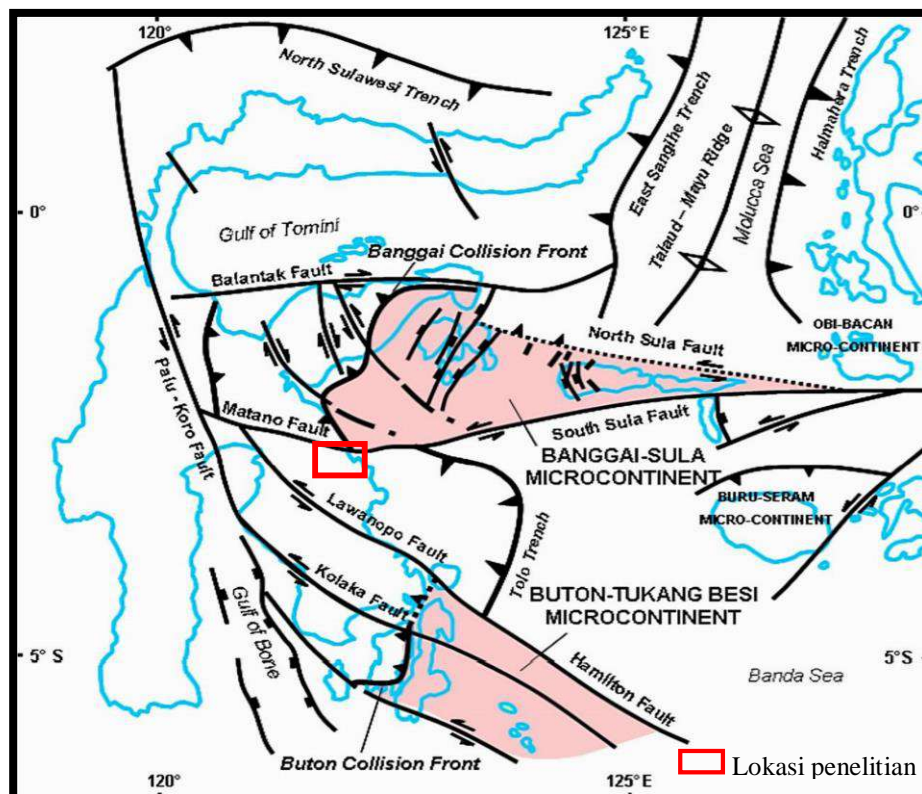 120°
125°E
North Sulawesi Trench
East Sangihe Trench
Talaud – Mayu Ridge
Molucca Sea
Halmahera Trench
0°
0°
Gulf of Tomini
Banggai Collision Front
Balantak Fault
OBI-BACAN
MICRO-CONTINENT
North Sula Fault
Palu - Koro Fault
Matano Fault
South Sula Fault
BANGGAI-SULA
MICROCONTINENT
BURU-SERAM
MICRO-CONTINENT
Lawanopo Fault
Tolo Trench
Kolaka Fault
BUTON-TUKANG BESI
MICROCONTINENT
Gulf of Bone
5° S
5° S
Hamilton Fault
Banda Sea
Buton Collision Front
Lokasi penelitian
120°
125°E